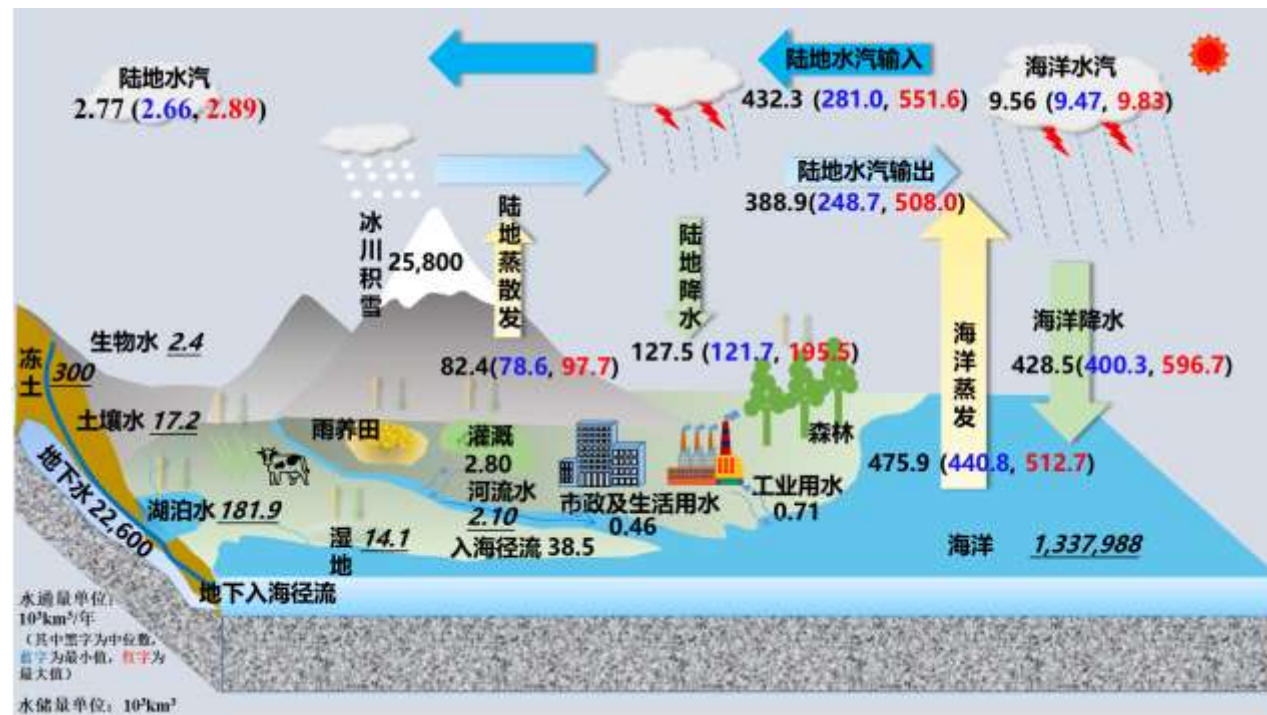 陆地水汽
2.77 (2.66, 2.89)
陆地水汽输入
432.3 (281.0, 551.6)
海洋水汽
9.56 (9.47, 9.83)
陆地水汽输出
388.9(248.7, 508.0)
冰川积雪
25,800
陆地蒸散发
82.4(78.6, 97.7)
陆地降水
127.5 (121.7, 195.5)
海洋蒸发
475.9 (440.8, 512.7)
海洋降水
428.5(400.3, 596.7)
生物水 2.4
冻土
300
土壤水 17.2
地下水 22,600
湖泊水 181.9
雨养田
灌溉
2.80
河流水
2.10
湿地
14.1
市政及生活用水
0.46
工业用水
0.71
森林
入海径流 38.5
海洋 1,337,988
地下入海径流
水通量单位：
10³km³/年
（其中黑字为中位数，
蓝字为最小值，红字为
最大值）
水储量单位：10³km³